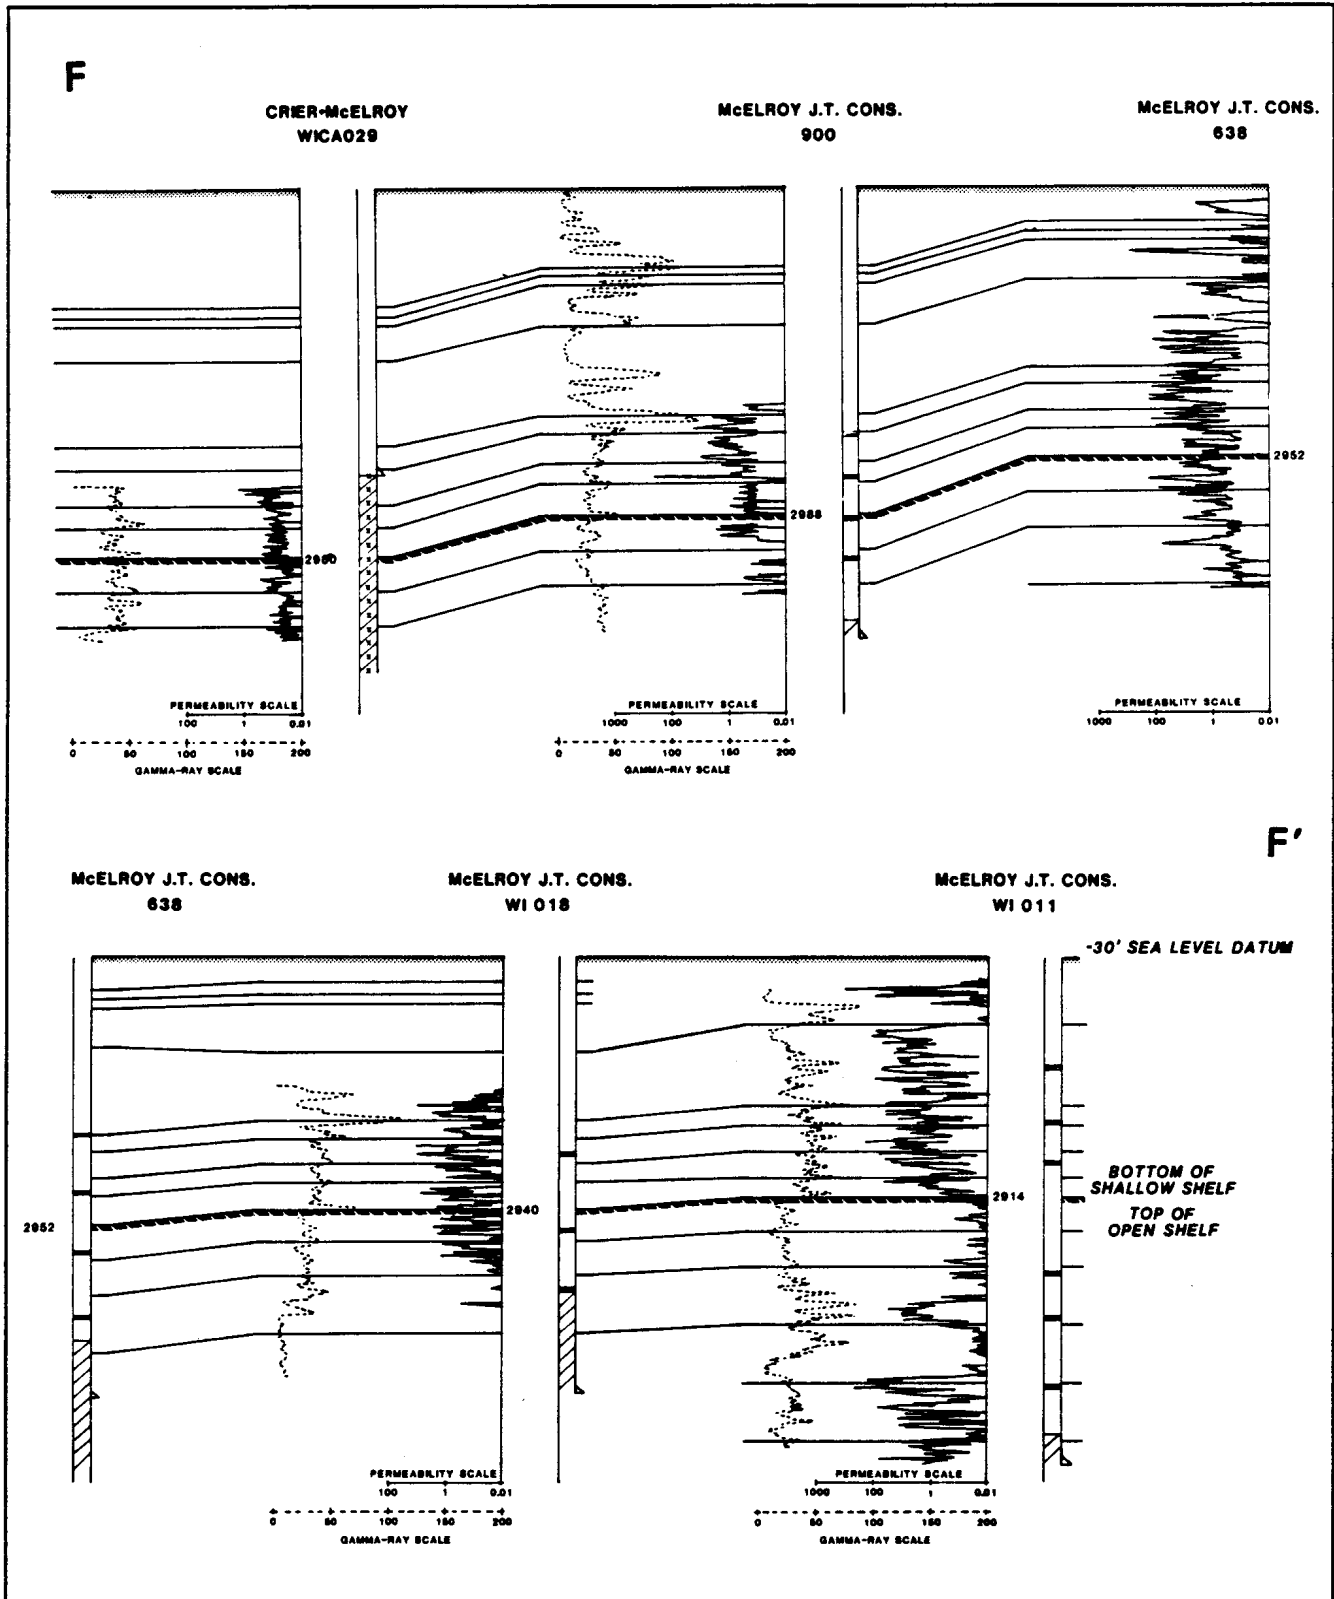 F
CRIER-McELROY
WICA029
McELROY J.T. CONS.
900
McELROY J.T. CONS.
638
2980
2988
2952
PERMEABILITY SCALE
100 1 0.01
0 50 100 150 200
GAMMA-RAY SCALE
PERMEABILITY SCALE
1000 100 1 0.01
0 50 100 150 200
GAMMA-RAY SCALE
PERMEABILITY SCALE
1000 100 1 0.01
F'
McELROY J.T. CONS.
638
McELROY J.T. CONS.
WI 018
McELROY J.T. CONS.
WI 011
-30' SEA LEVEL DATUM
2952
2940
2914
BOTTOM OF
SHALLOW SHELF
TOP OF
OPEN SHELF
PERMEABILITY SCALE
100 1 0.01
0 50 100 150 200
GAMMA-RAY SCALE
PERMEABILITY SCALE
1000 100 1 0.01
0 50 100 150 200
GAMMA-RAY SCALE